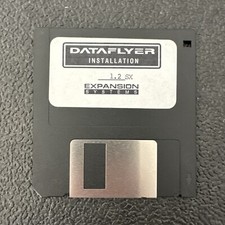 DATAFLYER
INSTALLATION
1.2 SX
EXPANSION
SYSTEMS